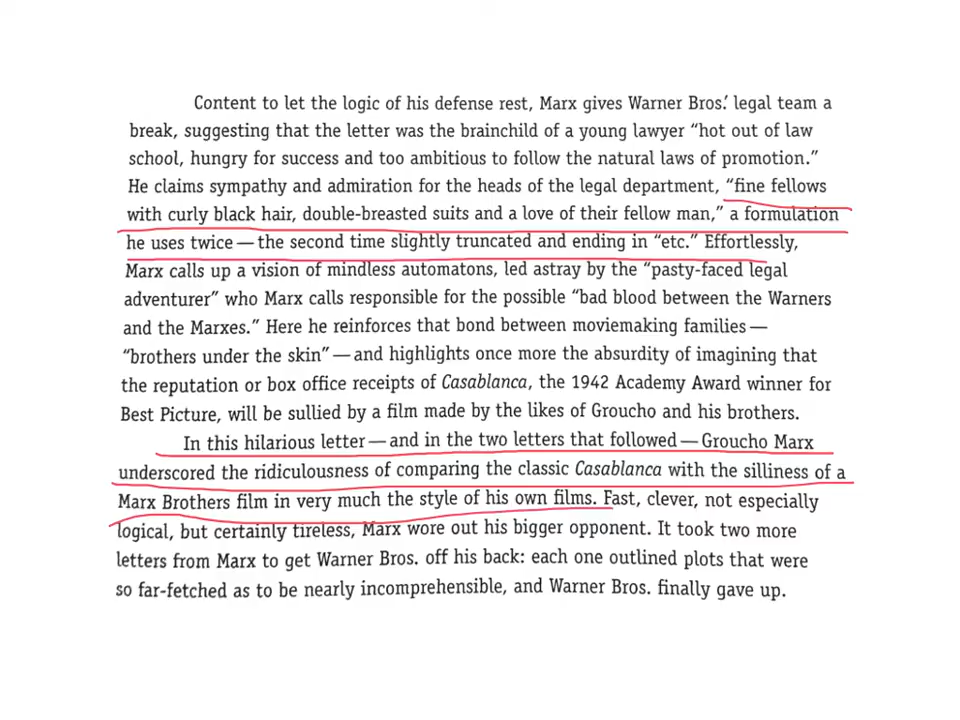 Content to let the logic of his defense rest, Marx gives Warner Bros.' legal team a
break, suggesting that the letter was the brainchild of a young lawyer “hot out of law
school, hungry for success and too ambitious to follow the natural laws of promotion.”
He claims sympathy and admiration for the heads of the legal department, “fine fellows
with curly black hair, double-breasted suits and a love of their fellow man,” a formulation
he uses twice—the second time slightly truncated and ending in “etc.” Effortlessly,
Marx calls up a vision of mindless automatons, led astray by the “pasty-faced legal
adventurer” who Marx calls responsible for the possible “bad blood between the Warners
and the Marxes.” Here he reinforces that bond between moviemaking families—
“brothers under the skin”—and highlights once more the absurdity of imagining that
the reputation or box office receipts of Casablanca, the 1942 Academy Award winner for
Best Picture, will be sullied by a film made by the likes of Groucho and his brothers.
In this hilarious letter—and in the two letters that followed—Groucho Marx
underscored the ridiculousness of comparing the classic Casablanca with the silliness of a
Marx Brothers film in very much the style of his own films. Fast, clever, not especially
logical, but certainly tireless, Marx wore out his bigger opponent. It took two more
letters from Marx to get Warner Bros. off his back: each one outlined plots that were
so far-fetched as to be nearly incomprehensible, and Warner Bros. finally gave up.